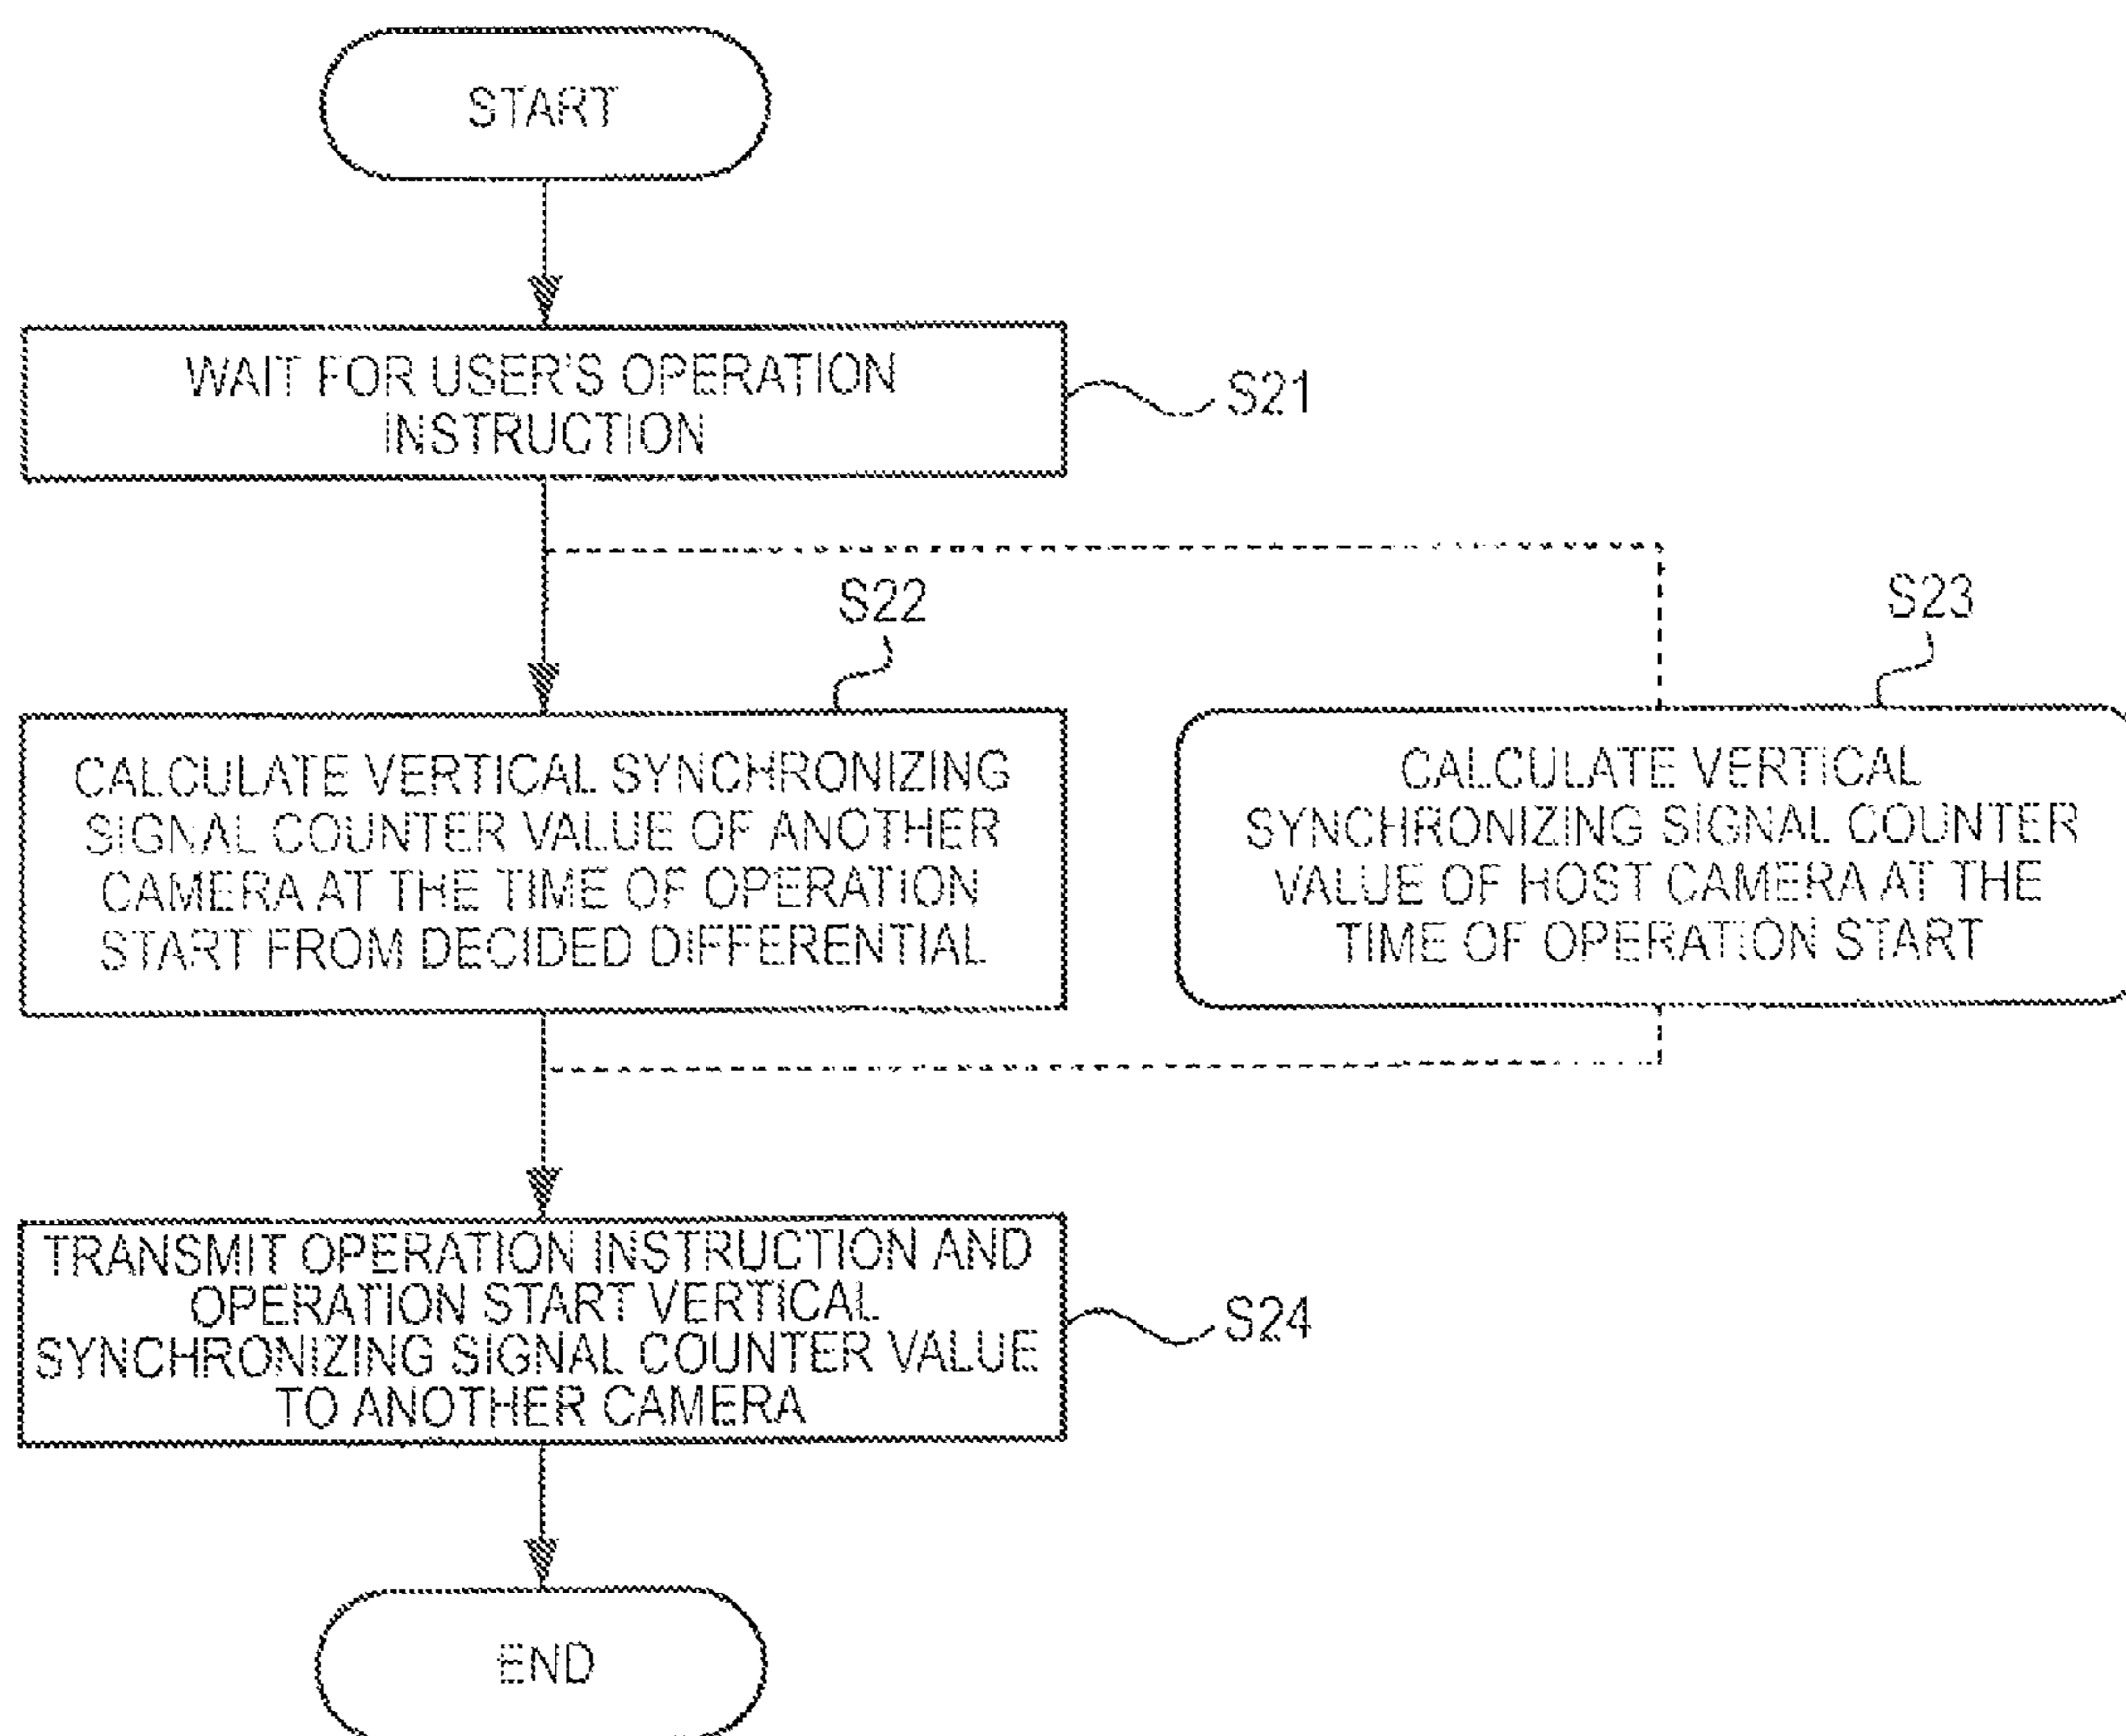 START
WAIT FOR USER'S OPERATION
INSTRUCTION
S21
S22
CALCULATE VERTICAL SYNCHRONIZING
SIGNAL COUNTER VALUE OF ANOTHER
CAMERA AT THE TIME OF OPERATION
START FROM DECIDED DIFFERENTIAL
S23
CALCULATE VERTICAL
SYNCHRONIZING SIGNAL COUNTER
VALUE OF HOST CAMERA AT THE
TIME OF OPERATION START
TRANSMIT OPERATION INSTRUCTION AND
OPERATION START VERTICAL
SYNCHRONIZING SIGNAL COUNTER VALUE
TO ANOTHER CAMERA
S24
END